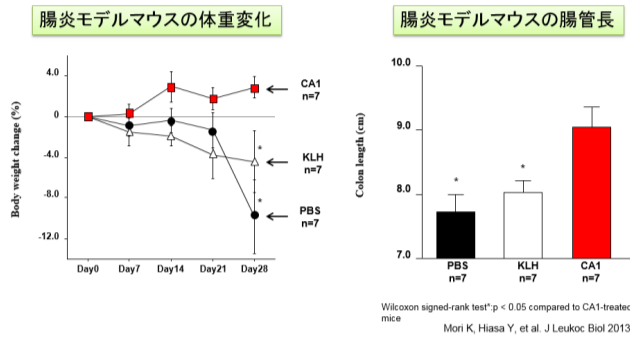 腸炎モデルマウスの体重変化
Body weight change (%)
4.0
0
-4.0
-8.0
-12.0
Day0 Day7 Day14 Day21 Day28
CA1
n=7
*
KLH
n=7
*
PBS
n=7
腸炎モデルマウスの腸管長
Colon length (cm)
10.0
9.0
8.0
7.0
* *
PBS KLH CA1
n=7 n=7 n=7
Wilcoxon signed-rank test*:p < 0.05 compared to CA1-treated
mice
Mori K, Hiasa Y, et al. J Leukoc Biol 2013